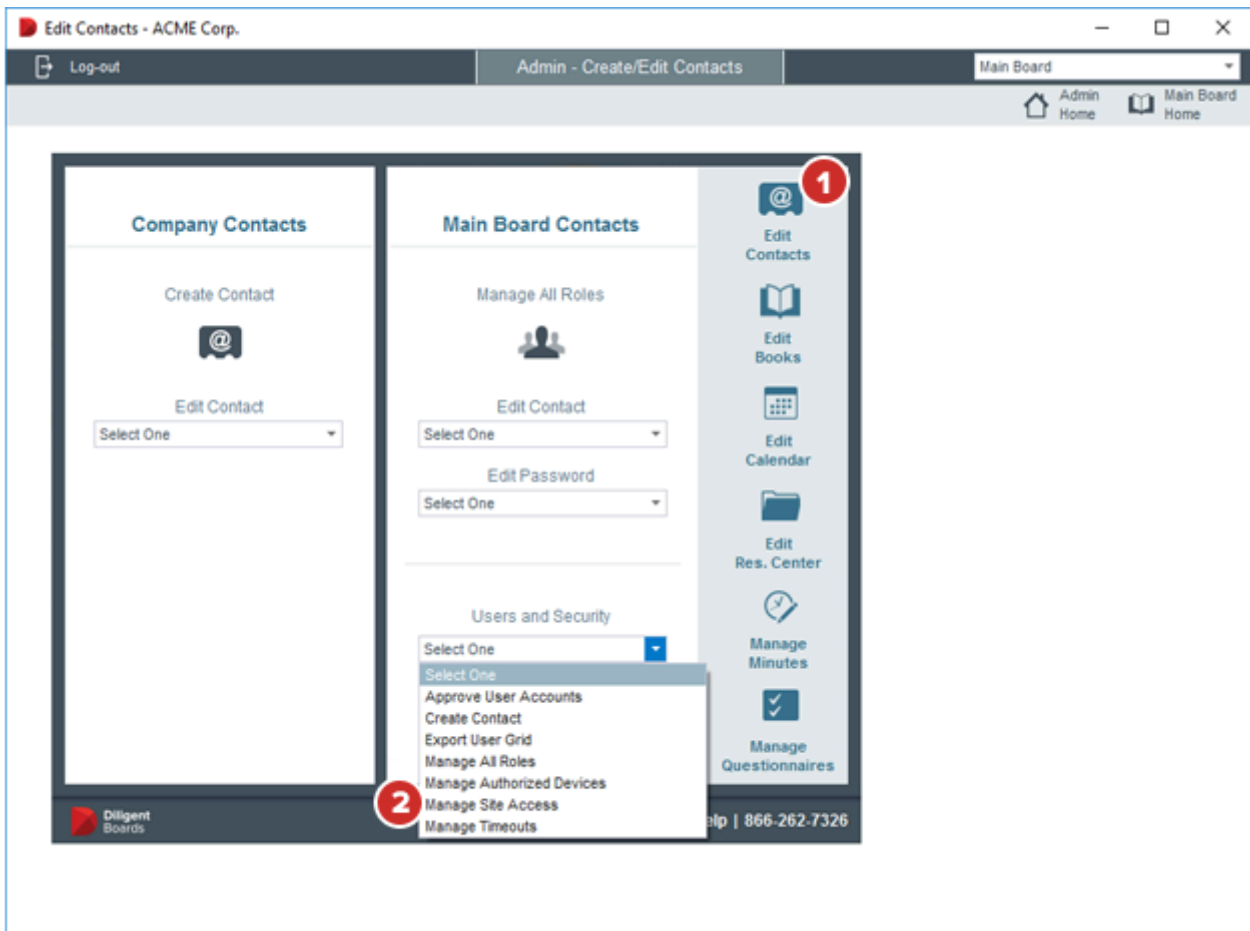 Edit Contacts - ACME Corp.
Log-out
Admin - Create/Edit Contacts
Main Board
Admin
Home
Main Board
Home
Company Contacts
Create Contact
Edit Contact
Select One
Main Board Contacts
Manage All Roles
Edit Contact
Select One
Edit Password
Select One
Users and Security
Select One
Select One
Approve User Accounts
Create Contact
Export User Grid
Manage All Roles
Manage Authorized Devices
2
Manage Site Access
Manage Timeouts
1
Edit
Contacts
Edit
Books
Edit
Calendar
Edit
Res. Center
Manage
Minutes
Manage
Questionnaires
Diligent
Boards
elp | 866-262-7326